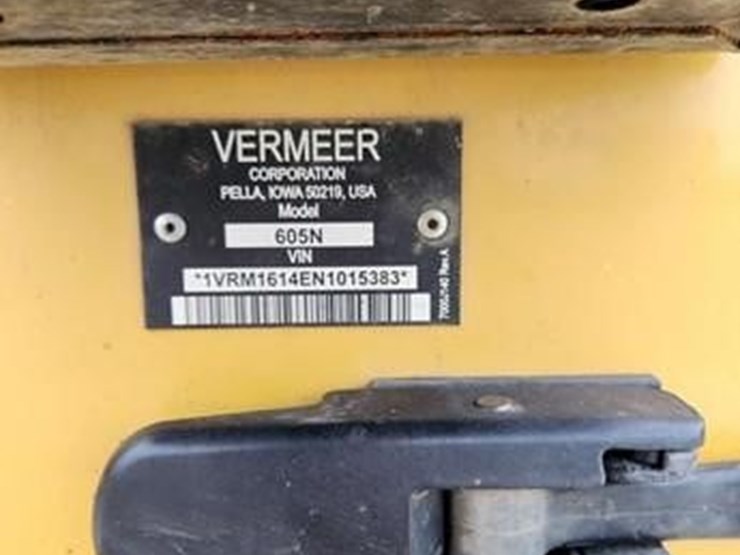 VERMEER
CORPORATION
PELLA, IOWA 50219, USA
Model
605N
VIN
*1VRM1614EN1015383*